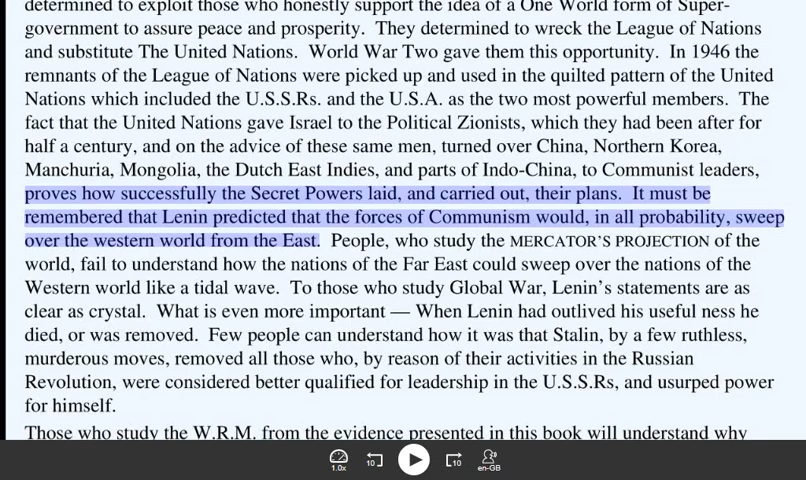 determined to exploit those who honestly support the idea of a One World form of Super-
government to assure peace and prosperity. They determined to wreck the League of Nations
and substitute The United Nations. World War Two gave them this opportunity. In 1946 the
remnants of the League of Nations were picked up and used in the quilted pattern of the United
Nations which included the U.S.S.Rs. and the U.S.A. as the two most powerful members. The
fact that the United Nations gave Israel to the Political Zionists, which they had been after for
half a century, and on the advice of these same men, turned over China, Northern Korea,
Manchuria, Mongolia, the Dutch East Indies, and parts of Indo-China, to Communist leaders,
proves how successfully the Secret Powers laid, and carried out, their plans. It must be
remembered that Lenin predicted that the forces of Communism would, in all probability, sweep
over the western world from the East. People, who study the MERCATOR'S PROJECTION of the
world, fail to understand how the nations of the Far East could sweep over the nations of the
Western world like a tidal wave. To those who study Global War, Lenin's statements are as
clear as crystal. What is even more important — When Lenin had outlived his useful ness he
died, or was removed. Few people can understand how it was that Stalin, by a few ruthless,
murderous moves, removed all those who, by reason of their activities in the Russian
Revolution, were considered better qualified for leadership in the U.S.S.Rs, and usurped power
for himself.
Those who study the W.R.M. from the evidence presented in this book will understand why
1.0x 10 10 en-GB